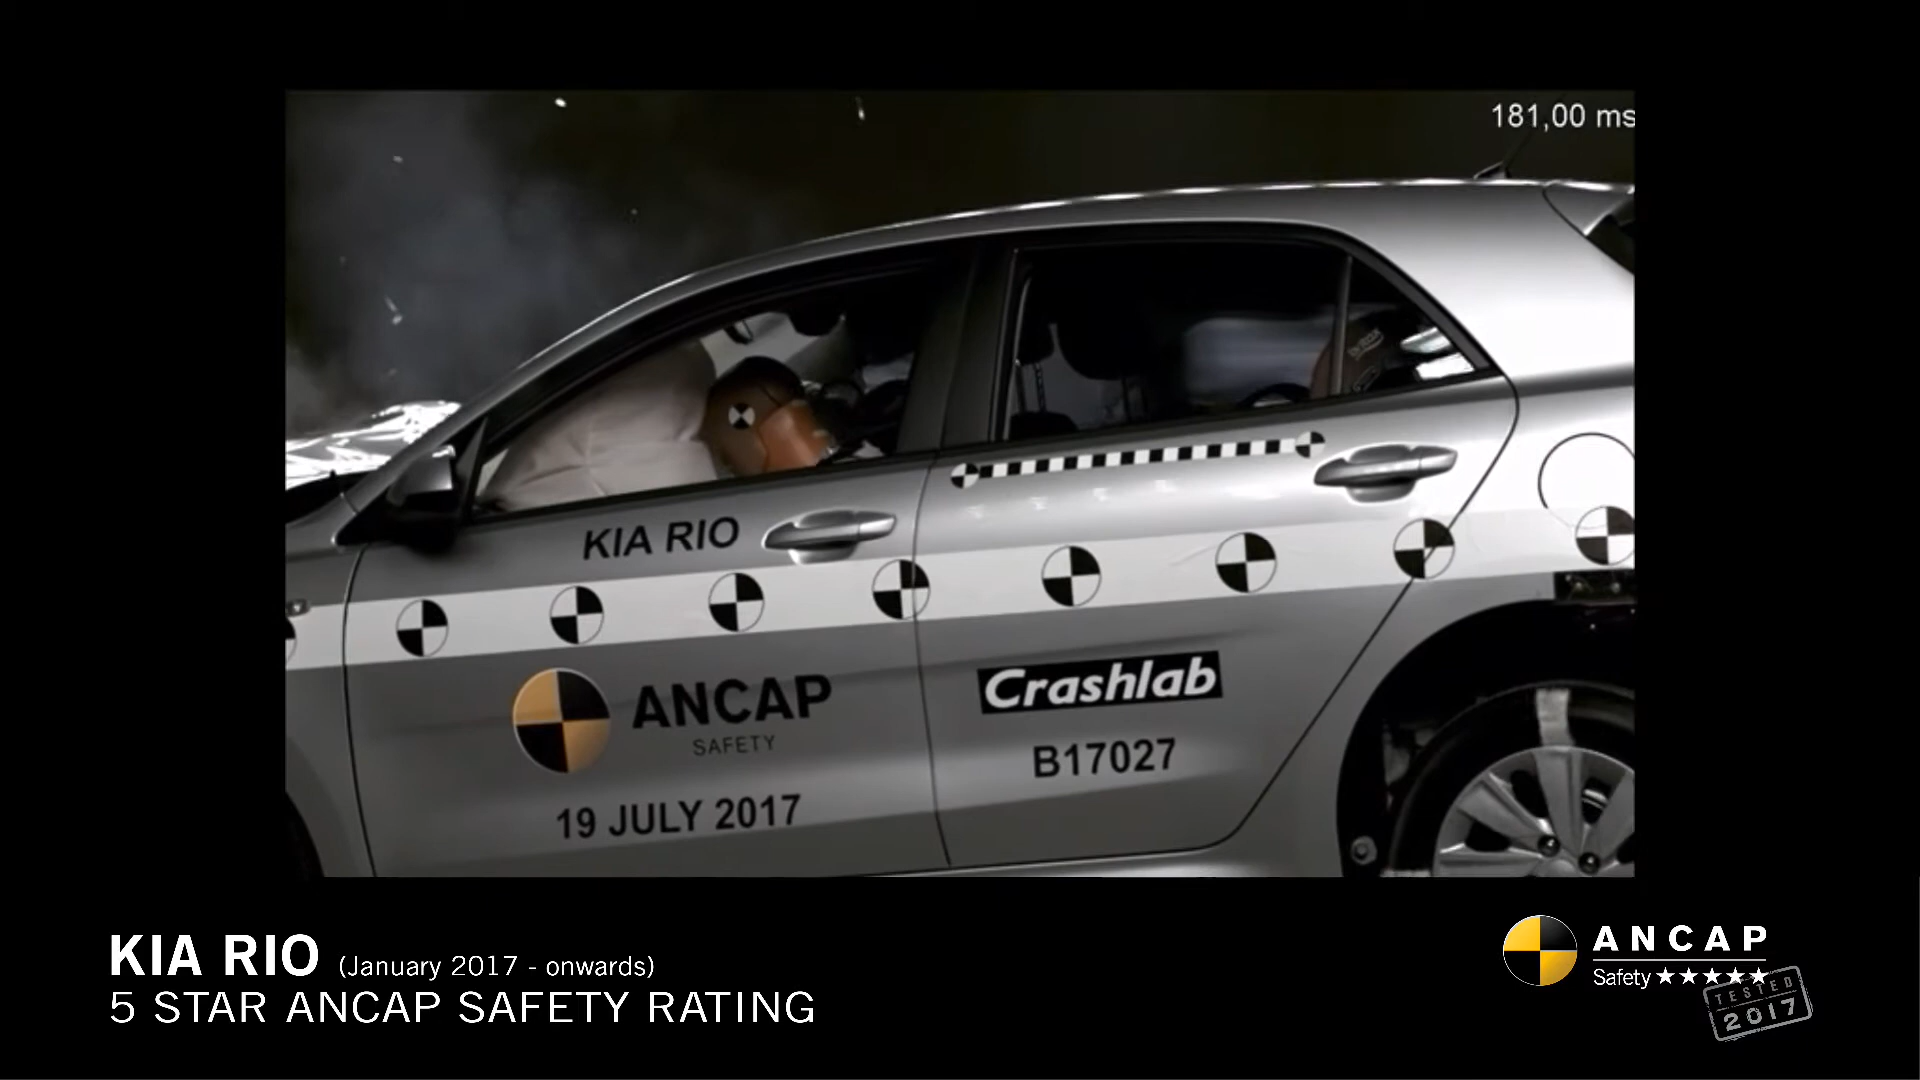 181,00 ms
KIA RIO
ANCAP
SAFETY
19 JULY 2017
Crashlab
B17027
KIA RIO (January 2017 - onwards)
5 STAR ANCAP SAFETY RATING
ANCAP
Safety ★★★★★
TESTED
2017